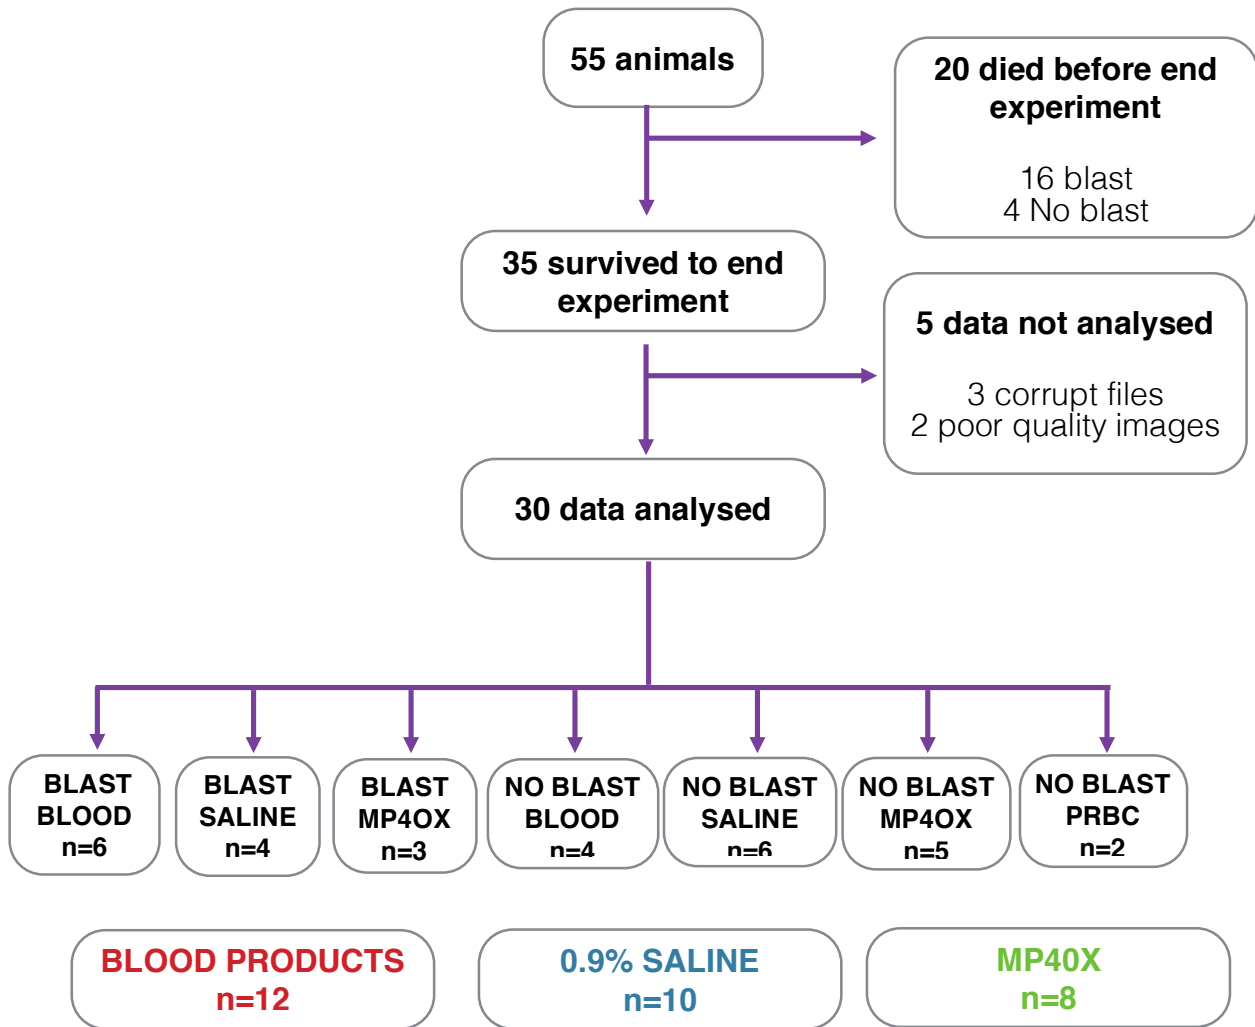 55 animals
20 died before end
experiment
16 blast
4 No blast
35 survived to end
experiment
5 data not analysed
3 corrupt files
2 poor quality images
30 data analysed
BLAST
BLOOD
n=6
BLAST
SALINE
n=4
BLAST
MP4OX
n=3
NO BLAST
BLOOD
n=4
NO BLAST
SALINE
n=6
NO BLAST
MP4OX
n=5
NO BLAST
PRBC
n=2
BLOOD PRODUCTS
n=12
0.9% SALINE
n=10
MP40X
n=8